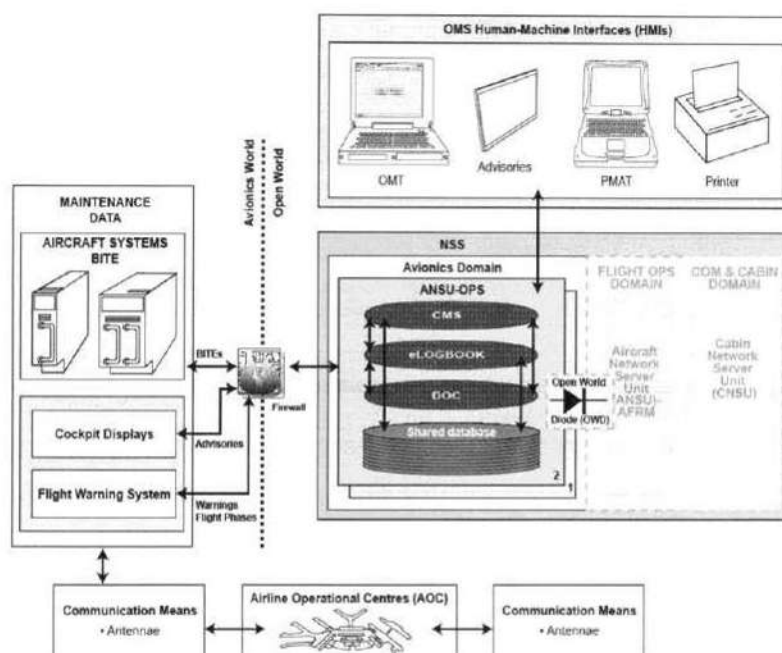 OMS Human-Machine Interfaces (HMIs)
OMT
Advisories
PMAT
Printer
Avionics World
Open World
MAINTENANCE
DATA
AIRCRAFT SYSTEMS
BITE
BITEs
Firewall
Cockpit Displays
Advisories
Flight Warning System
Warnings
Flight Phases
NSS
Avionics Domain
ANSU-OPS
CMS
eLOGBOOK
DOC
Shared database
2
1
Open World
Diode (OWD)
FLIGHT OPS
DOMAIN
Aircraft
Network
Server
Unit
(ANSU)-
AFRM
COM & CABIN
DOMAIN
Cabin
Network
Server
Unit
(CNSU)
Communication Means
• Antennae
Airline Operational Centres (AOC)
Communication Means
• Antennae